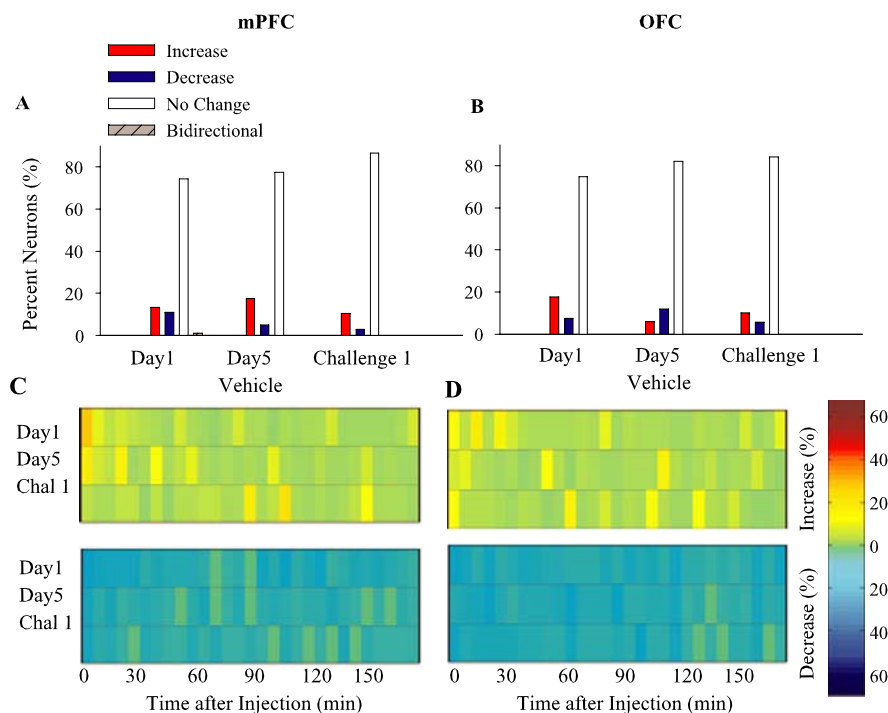 mPFC
OFC
Increase
Decrease
No Change
Bidirectional
A
B
Percent Neurons (%)
80
60
40
20
0
Day1
Day5
Challenge 1
Vehicle
80
60
40
20
0
Day1
Day5
Challenge 1
Vehicle
C
D
Day1
Day5
Chal 1
Day1
Day5
Chal 1
0
30
60
90
120
150
Time after Injection (min)
0
30
60
90
120
150
Time after Injection (min)
Increase (%)
Decrease (%)
60
40
20
0
20
40
60